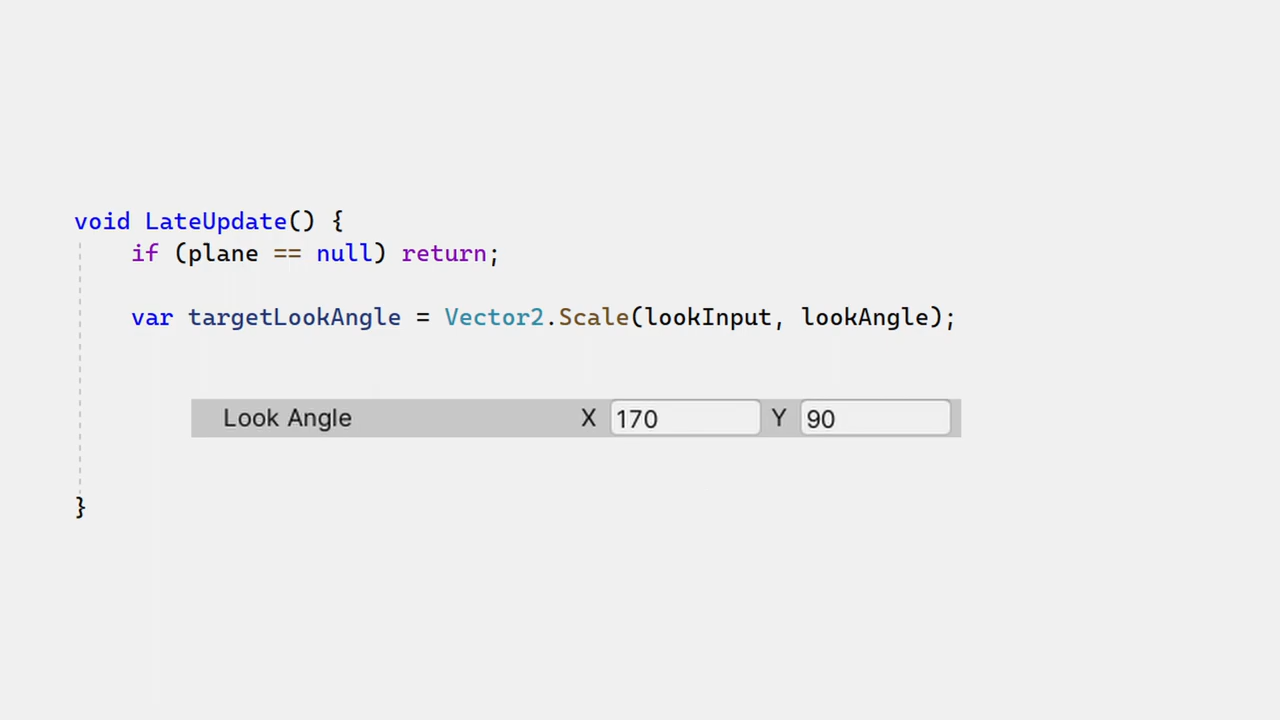 void LateUpdate() {
if (plane == null) return;
var targetLookAngle = Vector2.Scale(lookInput, lookAngle);
Look Angle X 170 Y 90
}